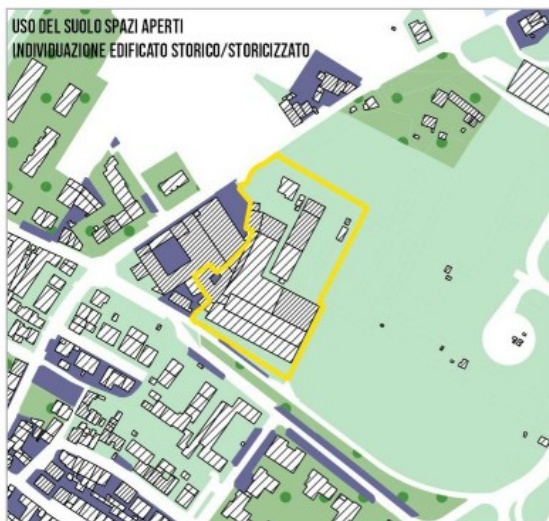 USO DEL SUOLO SPAZI APERTI
INDIVIDUAZIONE EDIFICATO STORICO/STORICIZZATO